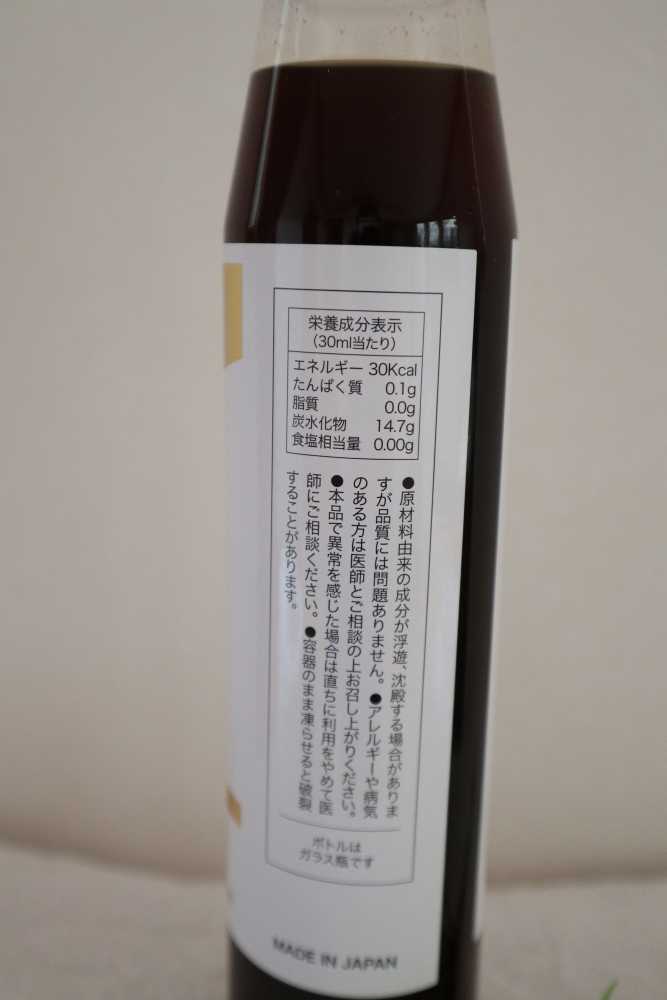 栄養成分表示
(30ml当たり)
エネルギー 30Kcal
たんぱく質 0.1g
脂質 0.0g
炭水化物 14.7g
食塩相当量 0.00g
●原材料由来の成分が浮遊、沈殿する場合がありま
すが品質には問題ありません。●アレルギーや病気
のある方は医師とご相談の上お召し上がりください。
●本品で異常を感じた場合は直ちに利用をやめて医
師にご相談ください。●容器のまま凍らせると破裂
することがあります。
ボトルは
ガラス瓶です
MADE IN JAPAN